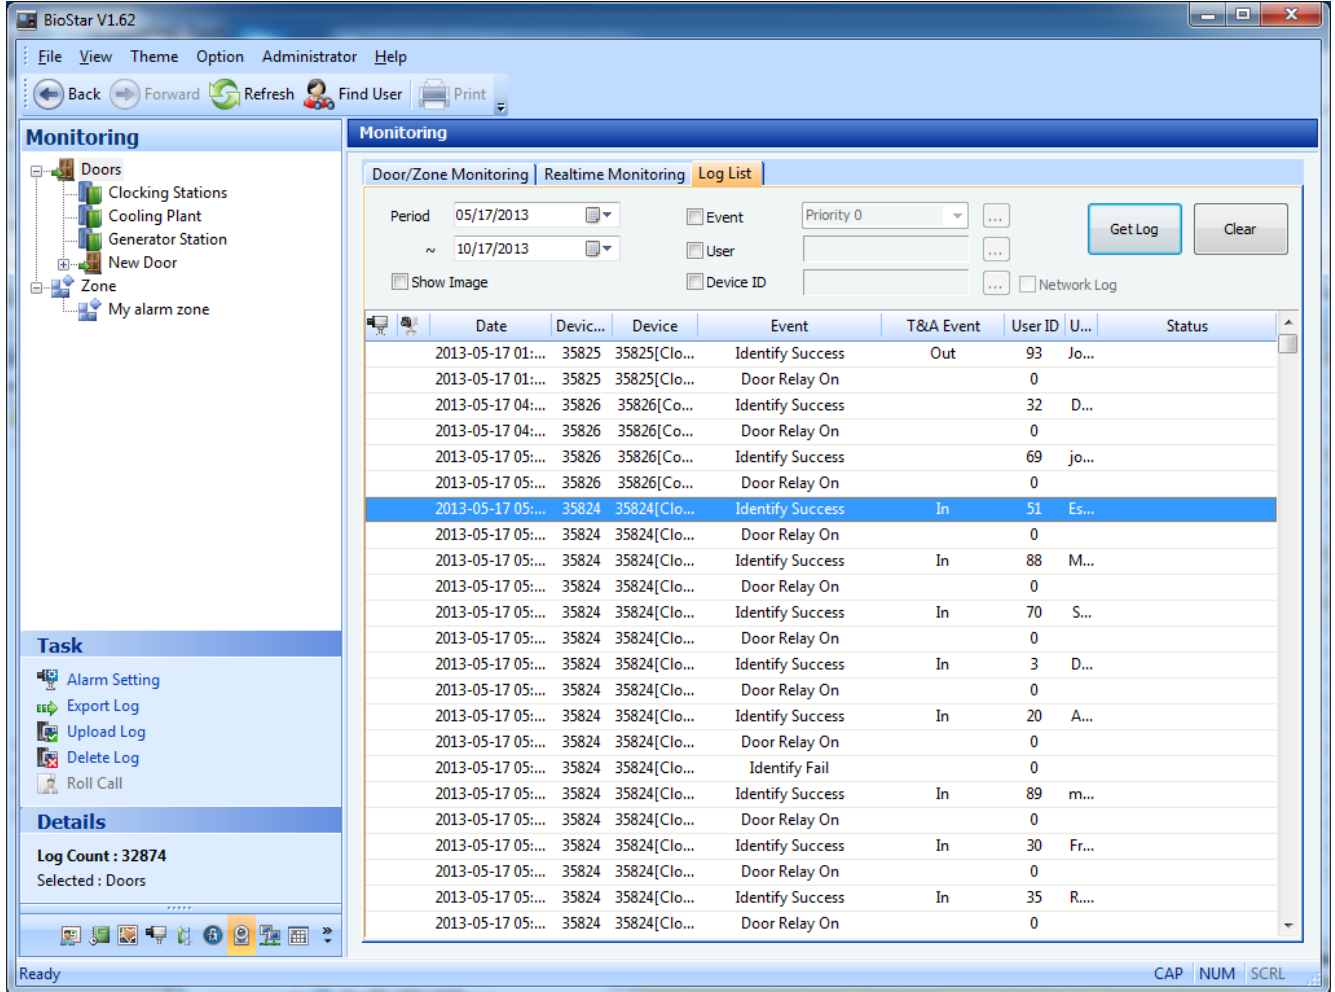 BioStar V1.62
File View Theme Option Administrator Help
Back Forward Refresh Find User Print
Monitoring
Doors
Clocking Stations
Cooling Plant
Generator Station
New Door
Zone
My alarm zone
Task
Alarm Setting
Export Log
Upload Log
Delete Log
Roll Call
Details
Log Count : 32874
Selected : Doors
Monitoring
Door/Zone Monitoring Realtime Monitoring Log List
Period 05/17/2013 Event Priority 0 ... Get Log Clear
~ 10/17/2013 User ...
Show Image Device ID ... Network Log
Date Devic... Device Event T&A Event User ID U... Status
2013-05-17 01:... 35825 35825[Clo... Identify Success Out 93 Jo...
2013-05-17 01:... 35825 35825[Clo... Door Relay On 0
2013-05-17 04:... 35826 35826[Co... Identify Success 32 D...
2013-05-17 04:... 35826 35826[Co... Door Relay On 0
2013-05-17 05:... 35826 35826[Co... Identify Success 69 jo...
2013-05-17 05:... 35826 35826[Co... Door Relay On 0
2013-05-17 05:... 35824 35824[Clo... Identify Success In 51 Es...
2013-05-17 05:... 35824 35824[Clo... Door Relay On 0
2013-05-17 05:... 35824 35824[Clo... Identify Success In 88 M...
2013-05-17 05:... 35824 35824[Clo... Door Relay On 0
2013-05-17 05:... 35824 35824[Clo... Identify Success In 70 S...
2013-05-17 05:... 35824 35824[Clo... Door Relay On 0
2013-05-17 05:... 35824 35824[Clo... Identify Success In 3 D...
2013-05-17 05:... 35824 35824[Clo... Door Relay On 0
2013-05-17 05:... 35824 35824[Clo... Identify Success In 20 A...
2013-05-17 05:... 35824 35824[Clo... Door Relay On 0
2013-05-17 05:... 35824 35824[Clo... Identify Fail 0
2013-05-17 05:... 35824 35824[Clo... Identify Success In 89 m...
2013-05-17 05:... 35824 35824[Clo... Door Relay On 0
2013-05-17 05:... 35824 35824[Clo... Identify Success In 30 Fr...
2013-05-17 05:... 35824 35824[Clo... Door Relay On 0
2013-05-17 05:... 35824 35824[Clo... Identify Success In 35 R....
2013-05-17 05:... 35824 35824[Clo... Door Relay On 0
Ready CAP NUM SCRL